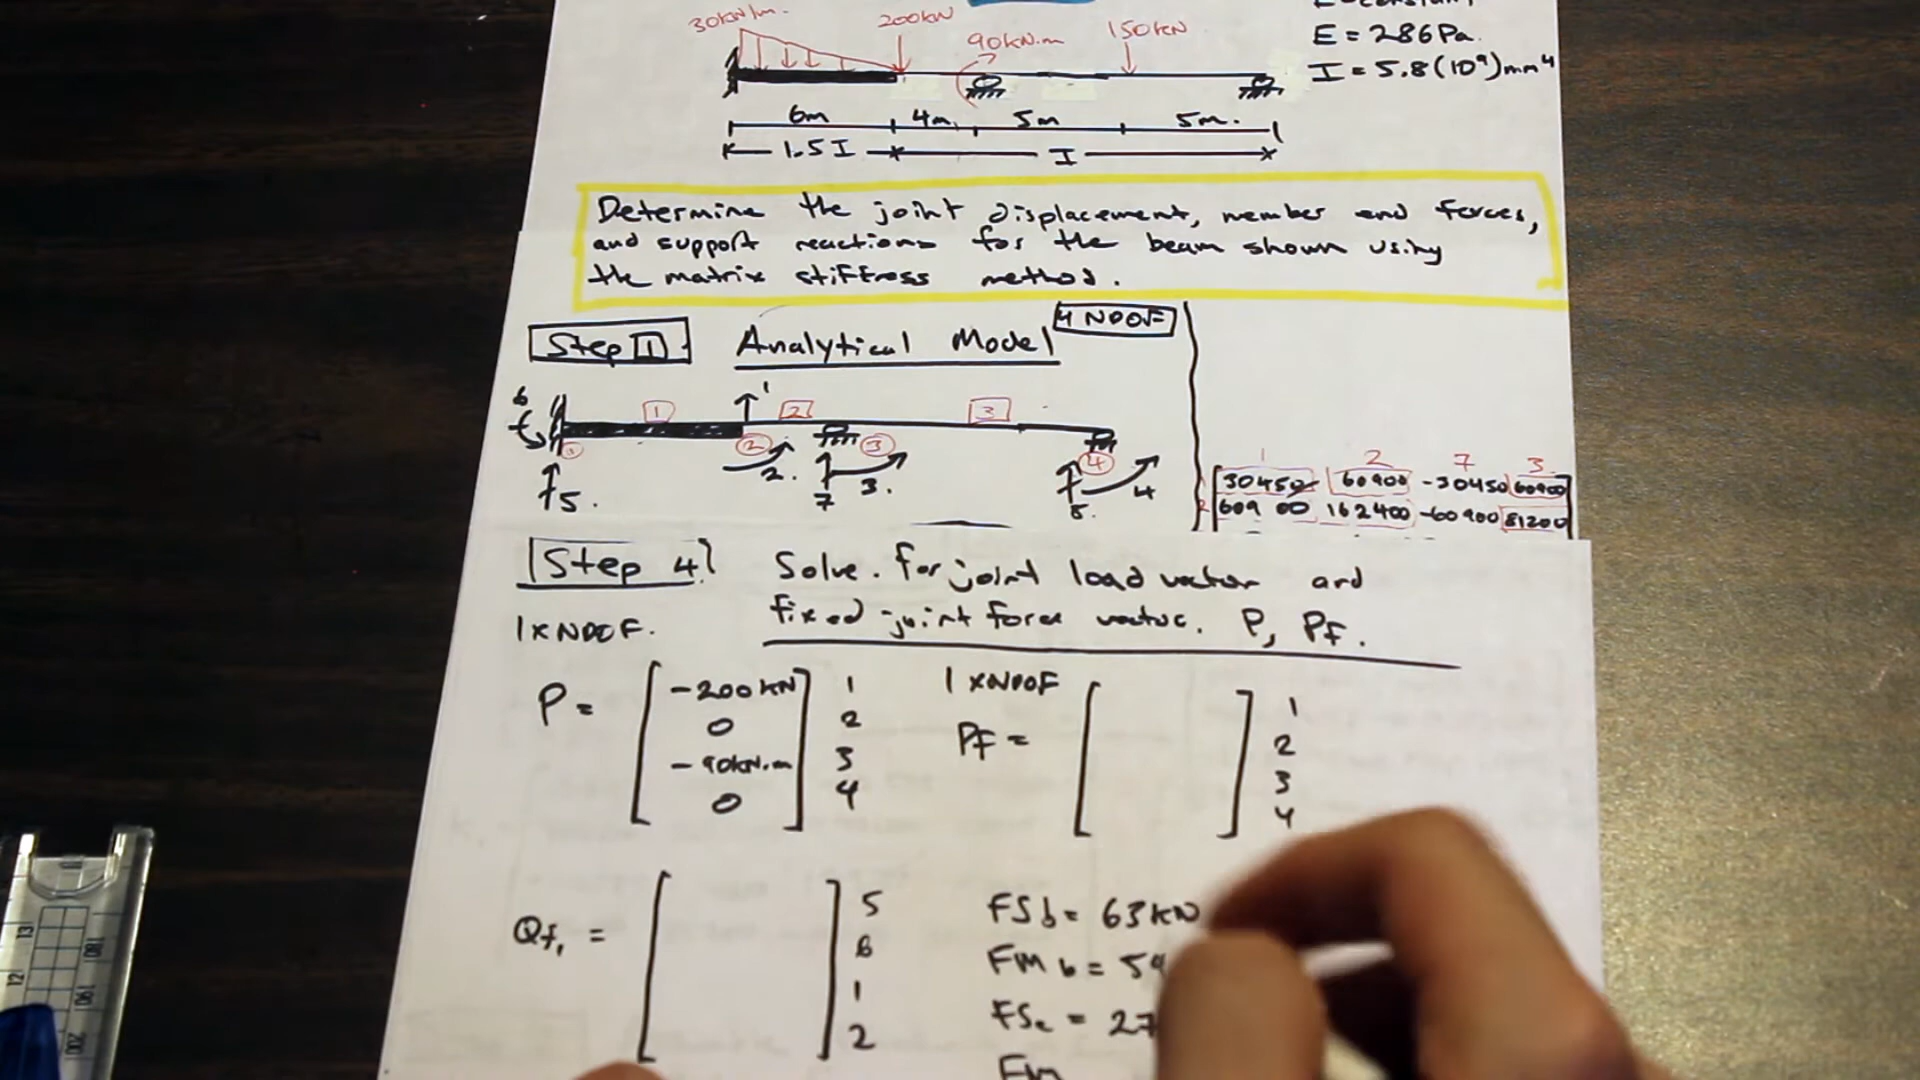 30kN/m.
200kN
90kN.m
150kN
E = 28GPa.
I = 5.8(10⁹)mm⁴
6m 4m 5m 5m.
1.5I I
Determine the joint displacement, member end forces,
and support reactions for the beam shown using
the matrix stiffness method.
Step 1 Analytical Model 4 NDOF
6 1 1 2 3
2 3 4
5. 2. 7 3. 4
1 2 7 3
30450 60900 -30450 60900
60900 162400 -60900 81200
Step 4 Solve. for joint load vector and
fixed-joint force vector. P, Pf.
1xNDOF.
1xNDOF
P = -200kN 1
0 2
-90kN.m 3
0 4
Pf = 1
2
3
4
Qf₁ = 5
6
1
2
FSb = 63kN
FMb = 54
FSe = 27
FM